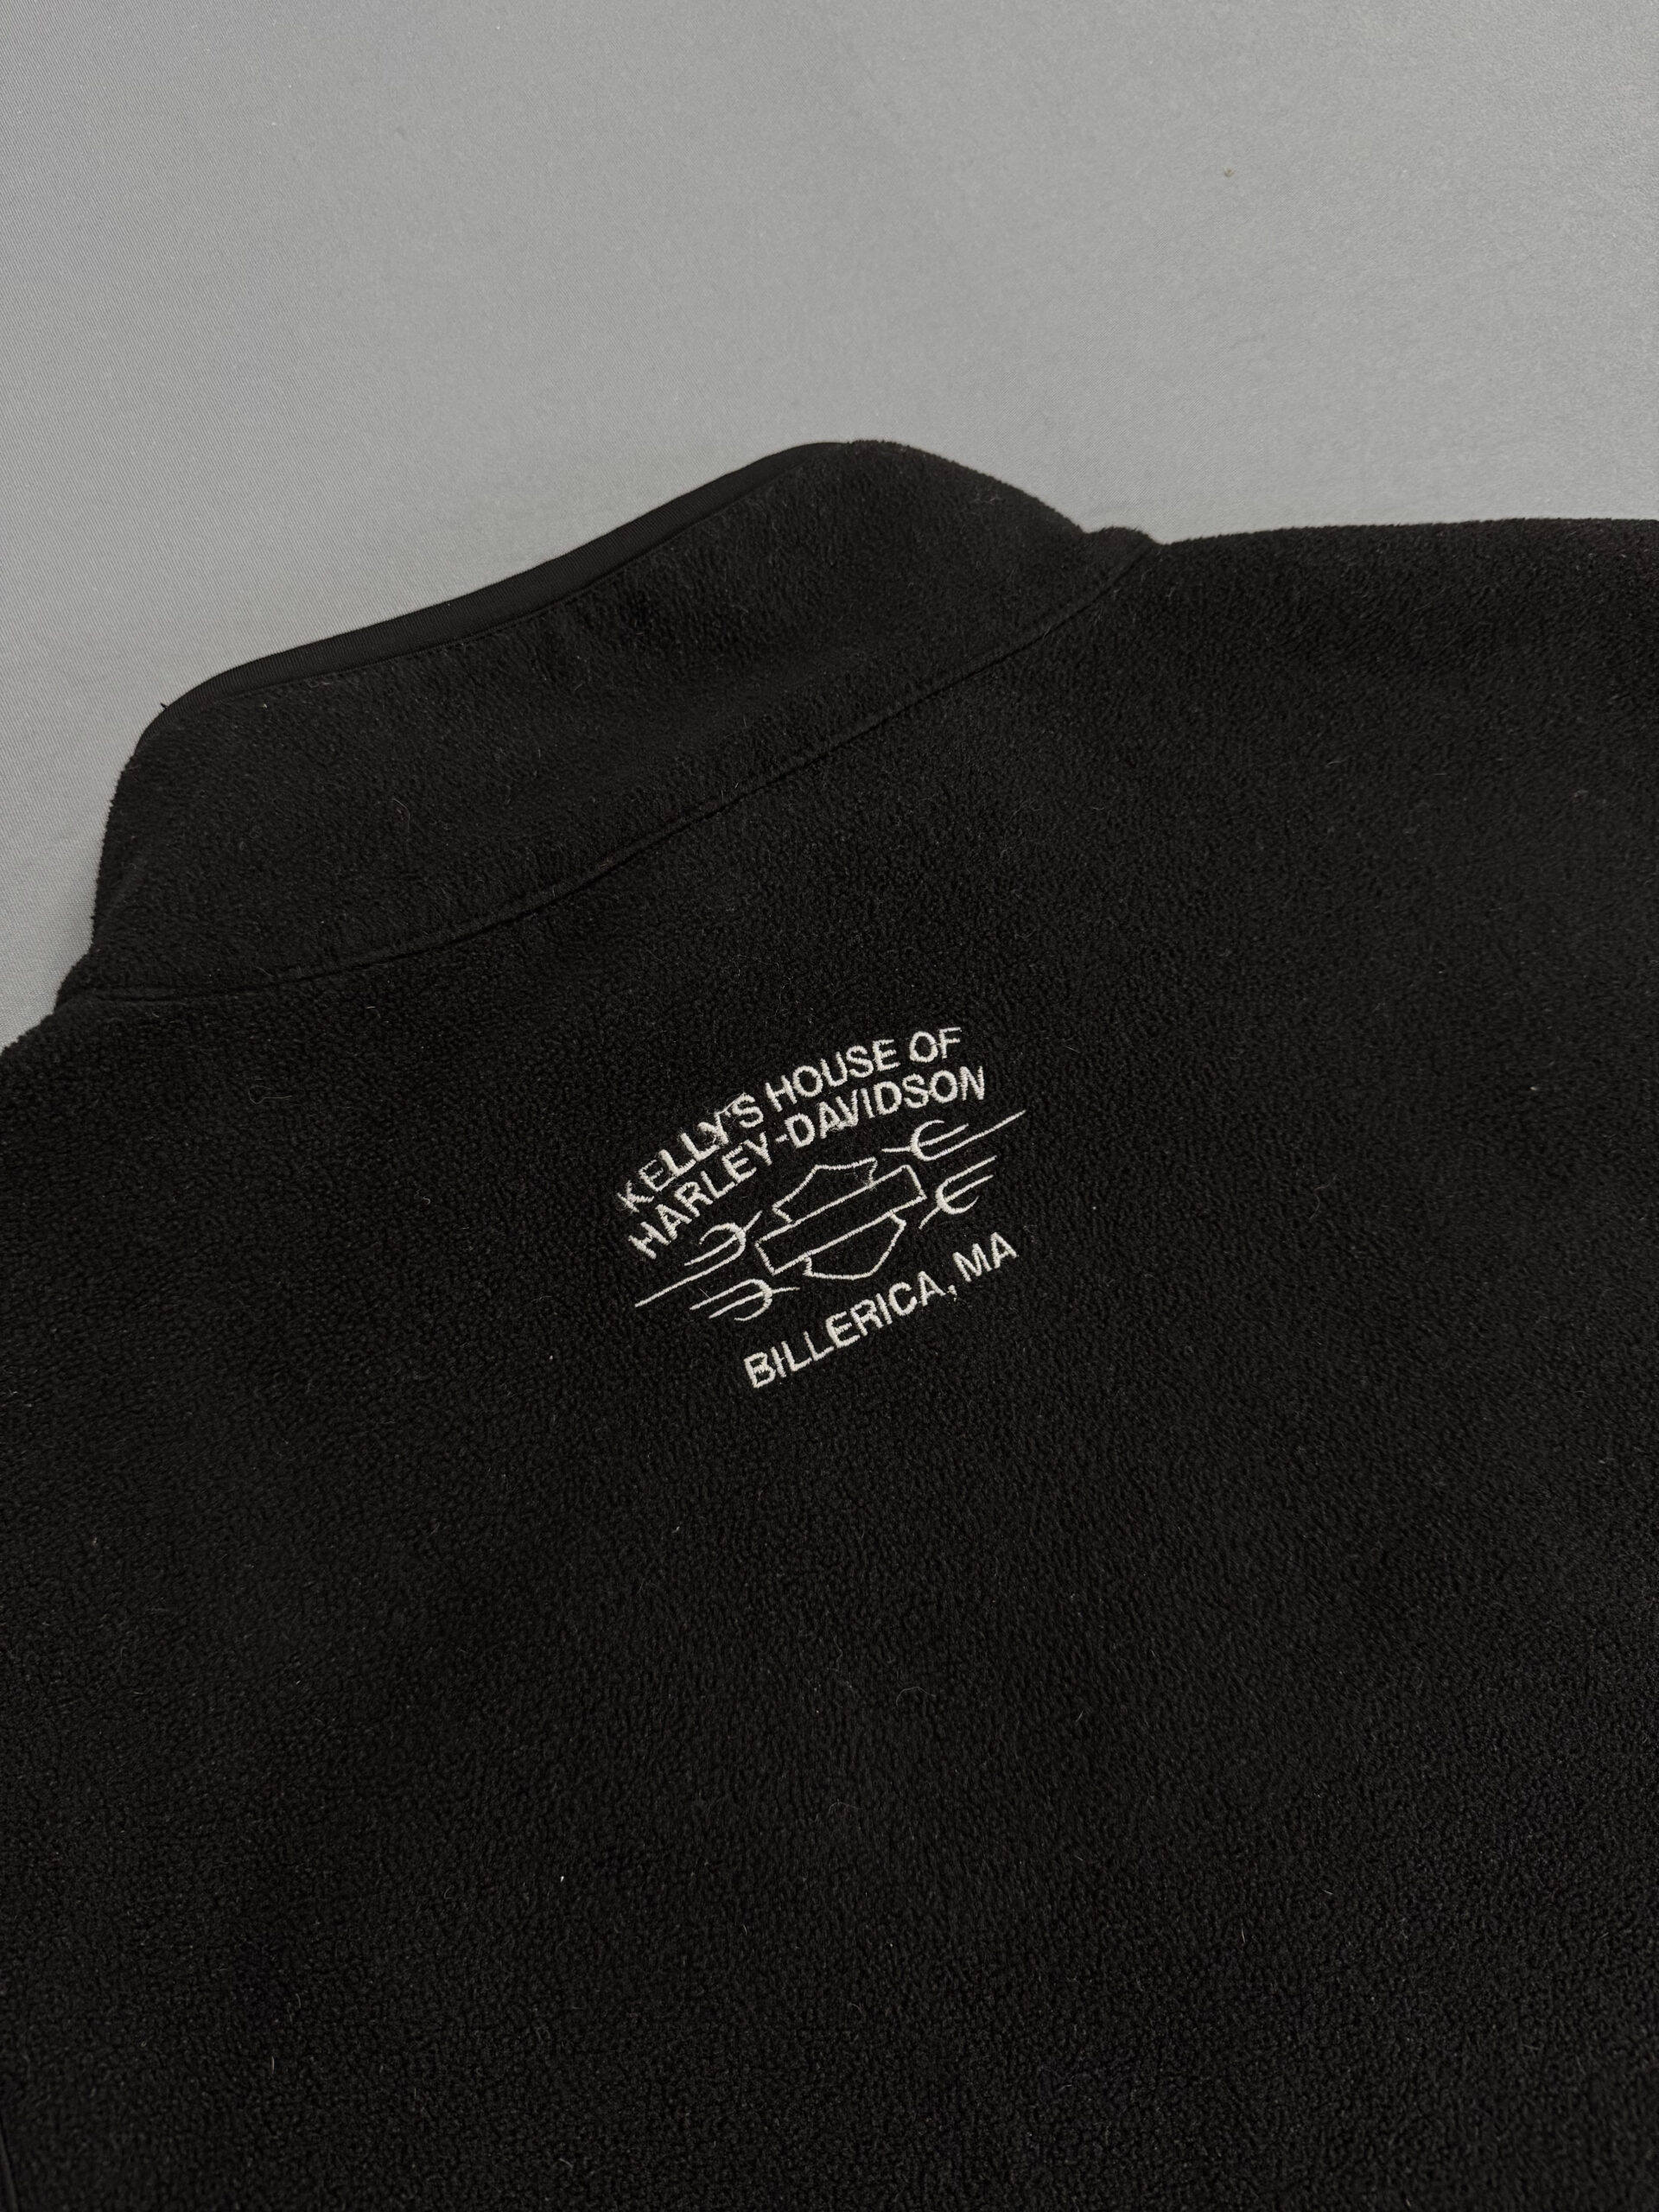 KELLY'S HOUSE OF
HARLEY-DAVIDSON
BILLERICA, MA